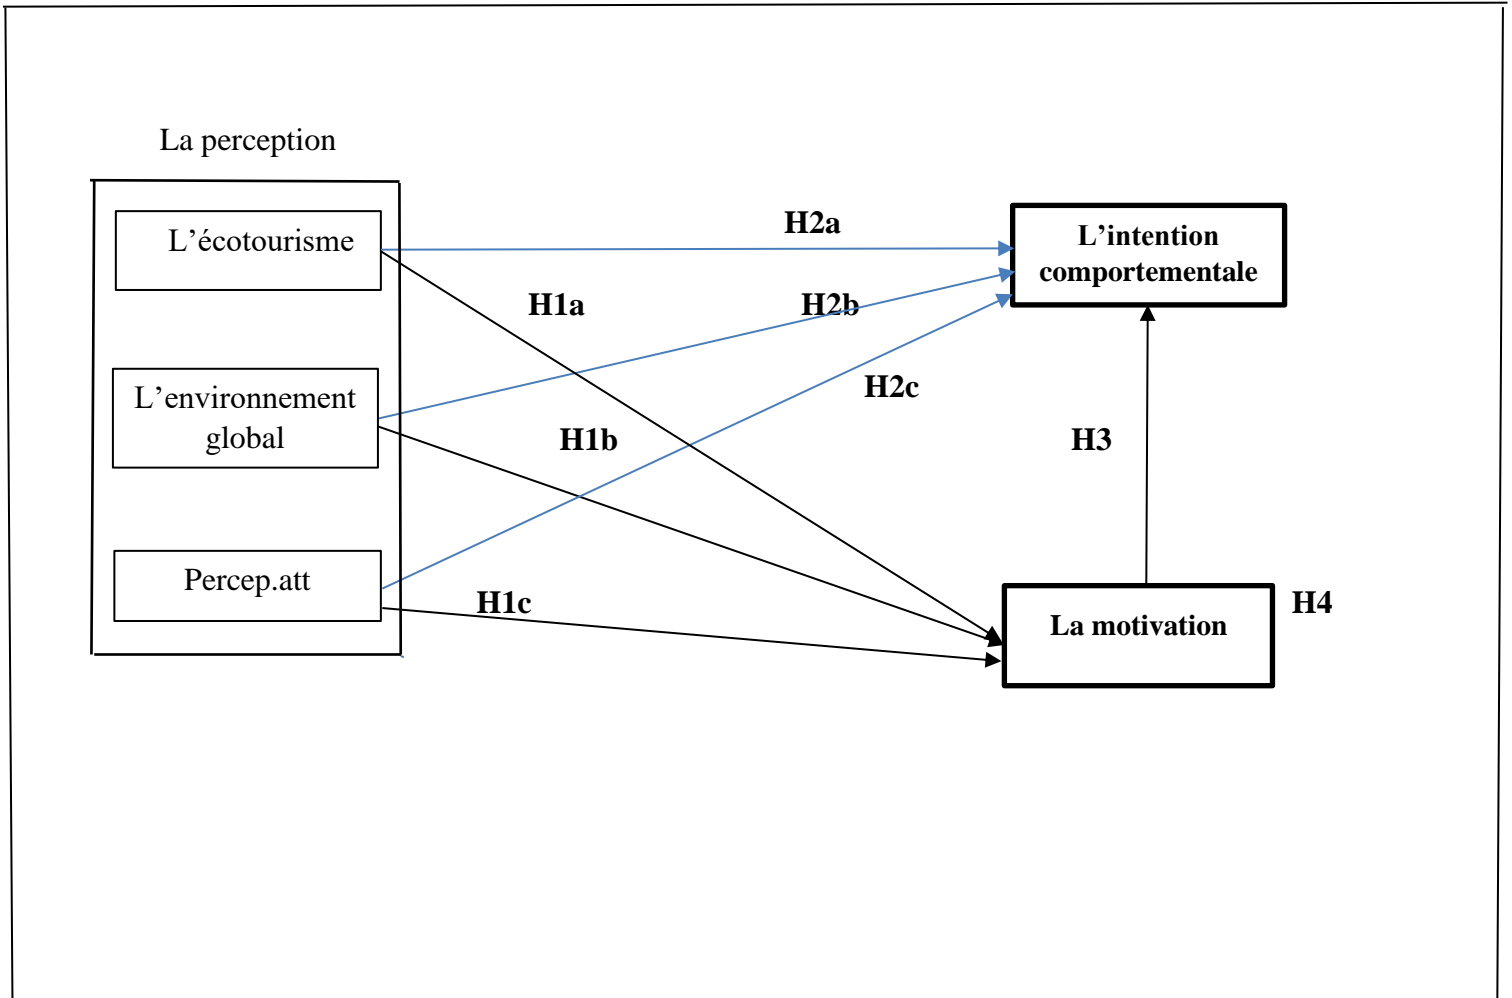 La perception
L’écotourisme
H2a
L’intention
comportementale
H1a
H2b
L’environnement
global
H2c
H1b
H3
Percep.att
H1c
La motivation
H4